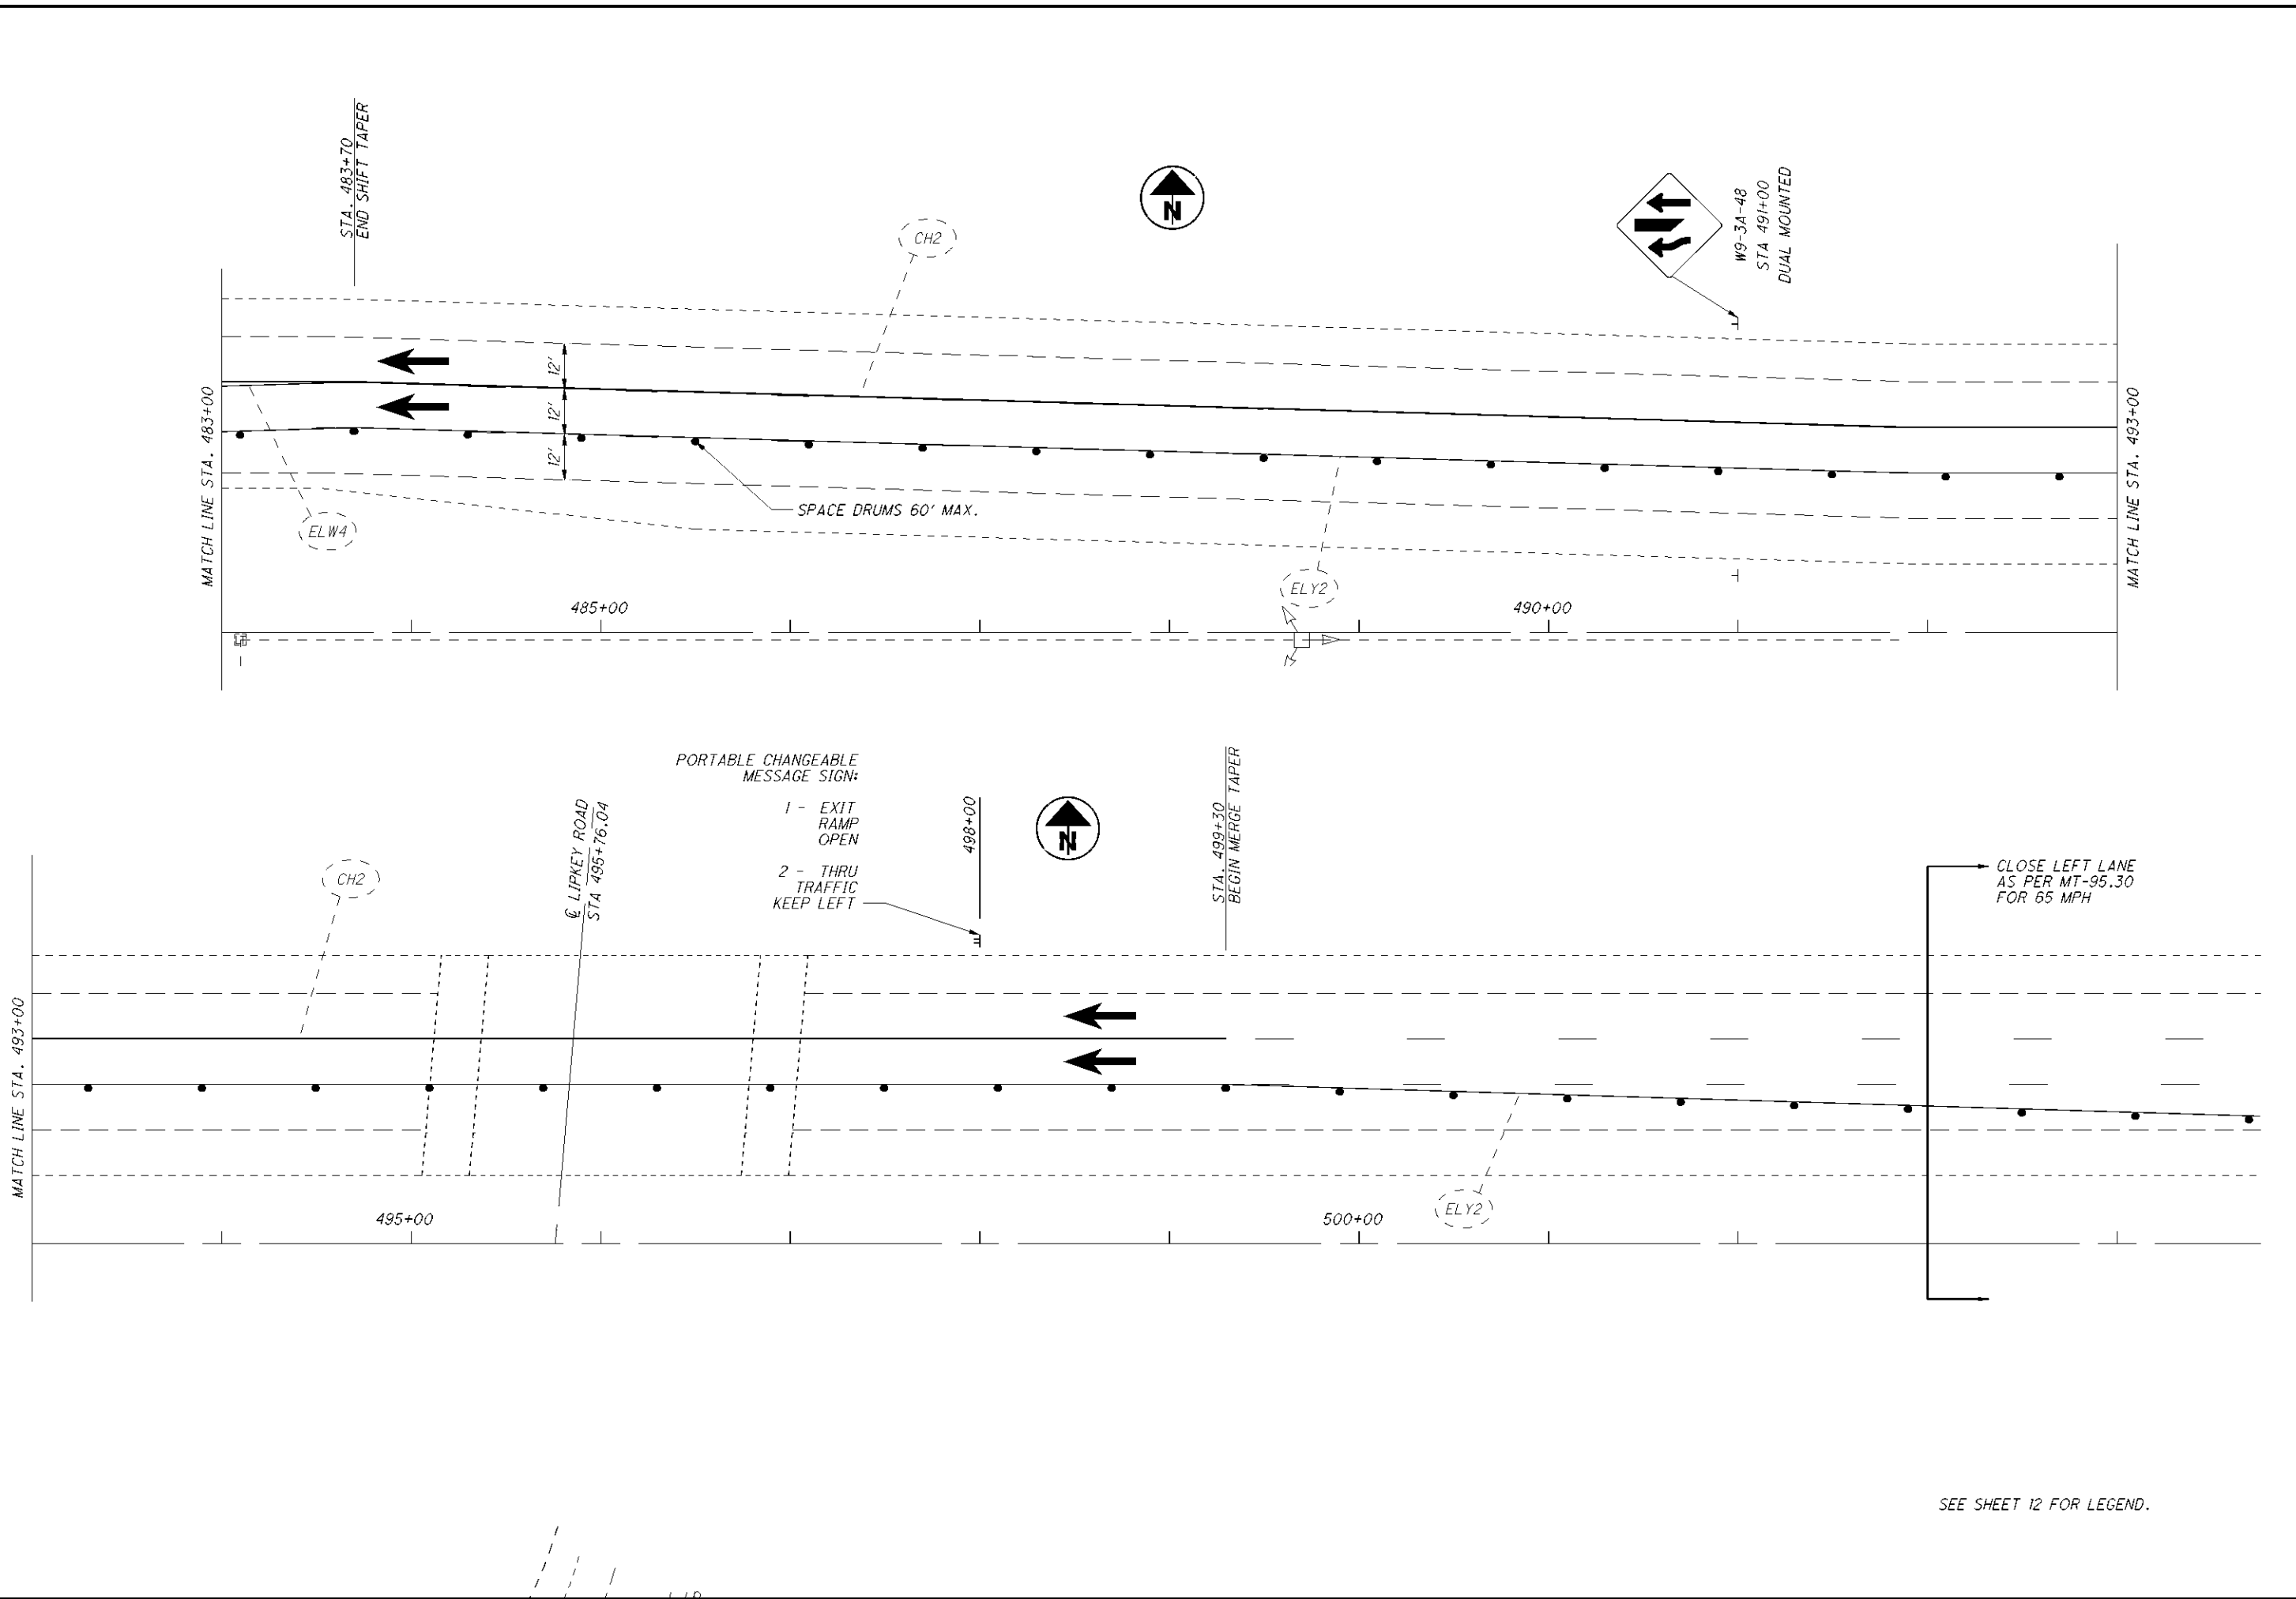 STA. 483+70
END SHIFT TAPER
CH2
N
W9-3A-48
STA 491+00
DUAL MOUNTED
12'
12'
12'
MATCH LINE STA. 483+00
MATCH LINE STA. 493+00
SPACE DRUMS 60' MAX.
ELW4
ELY2
485+00
490+00
PORTABLE CHANGEABLE
MESSAGE SIGN:
1 - EXIT
RAMP
OPEN
2 - THRU
TRAFFIC
KEEP LEFT
℄ LIPKEY ROAD
STA 495+76.04
498+00
N
STA. 499+30
BEGIN MERGE TAPER
CLOSE LEFT LANE
AS PER MT-95.30
FOR 65 MPH
CH2
MATCH LINE STA. 493+00
ELY2
495+00
500+00
SEE SHEET 12 FOR LEGEND.